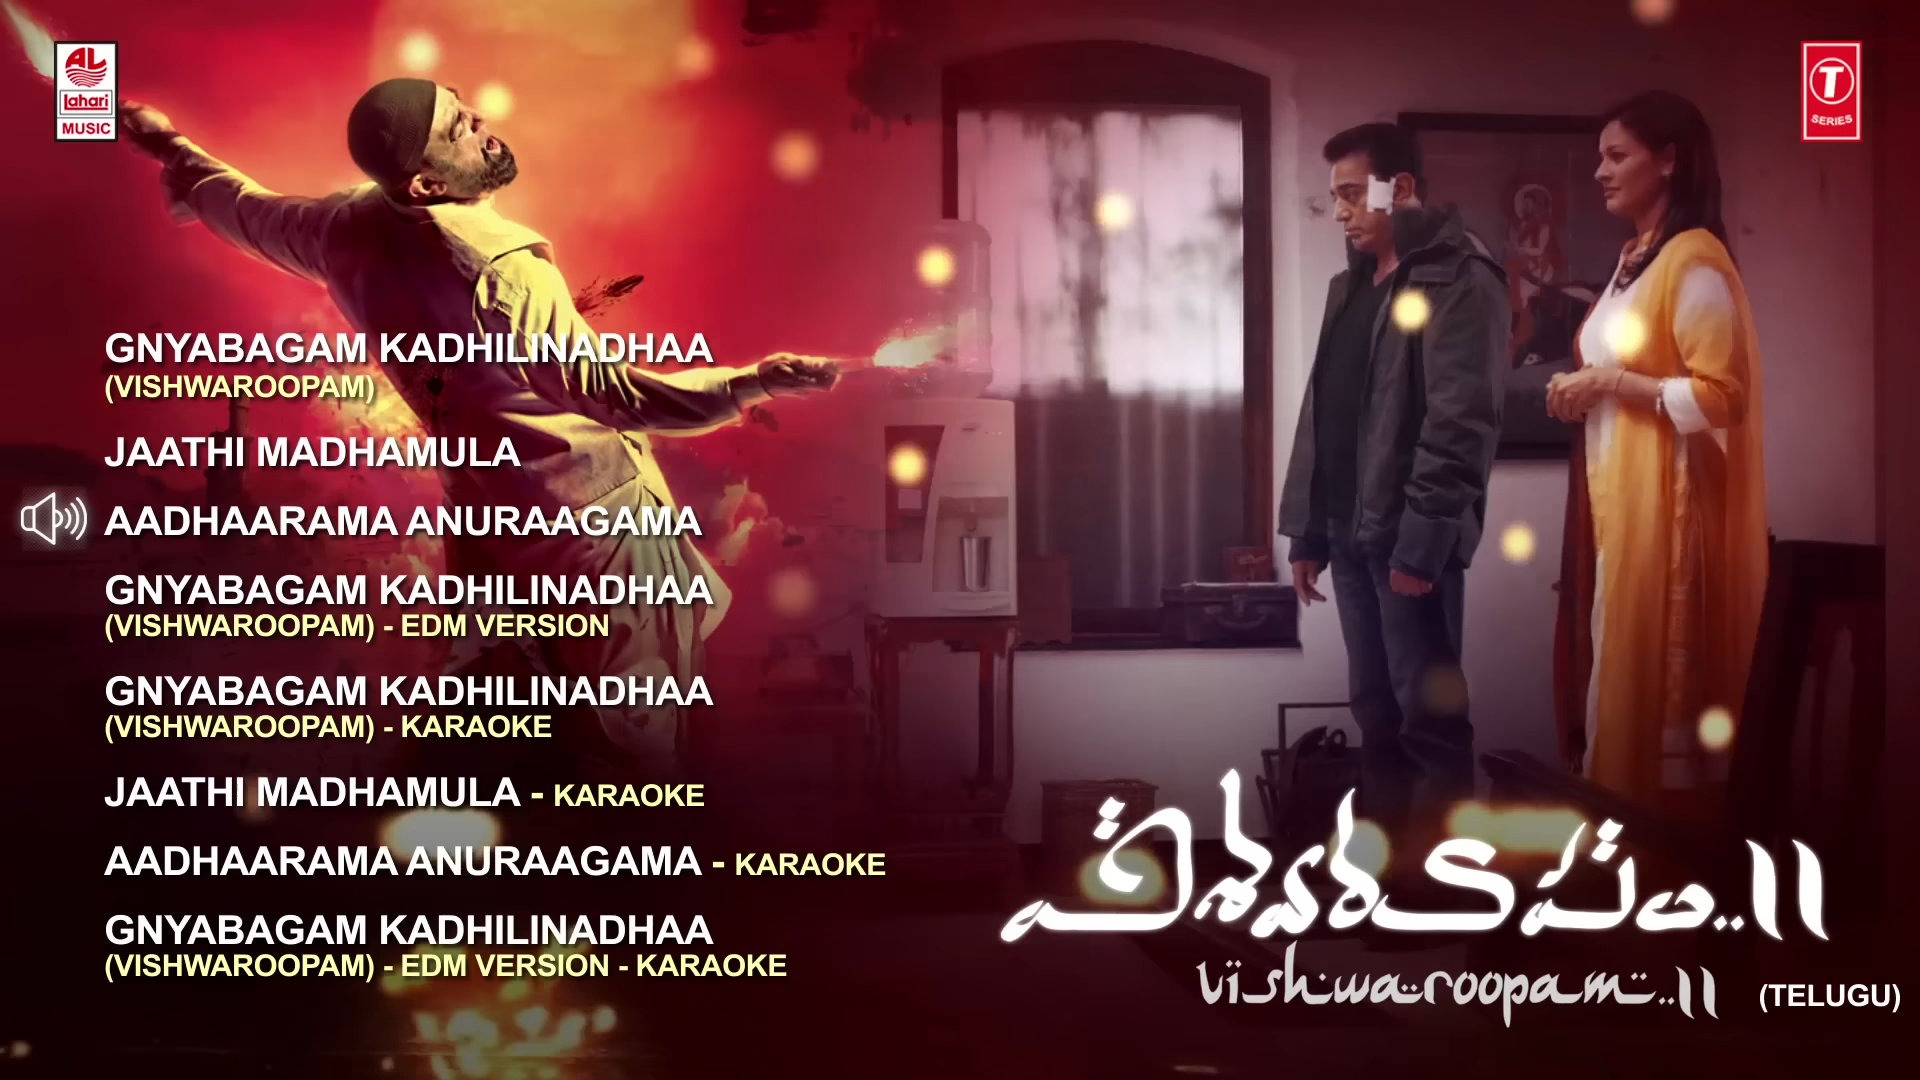 AL
Lahari
MUSIC
T
SERIES
GNYABAGAM KADHILINADHAA
(VISHWAROOPAM)
JAATHI MADHAMULA
AADHAARAMA ANURAAGAMA
GNYABAGAM KADHILINADHAA
(VISHWAROOPAM) - EDM VERSION
GNYABAGAM KADHILINADHAA
(VISHWAROOPAM) - KARAOKE
JAATHI MADHAMULA - KARAOKE
AADHAARAMA ANURAAGAMA - KARAOKE
GNYABAGAM KADHILINADHAA
(VISHWAROOPAM) - EDM VERSION - KARAOKE
విశ్వరూపం..II
vishwaroopam..II
(TELUGU)